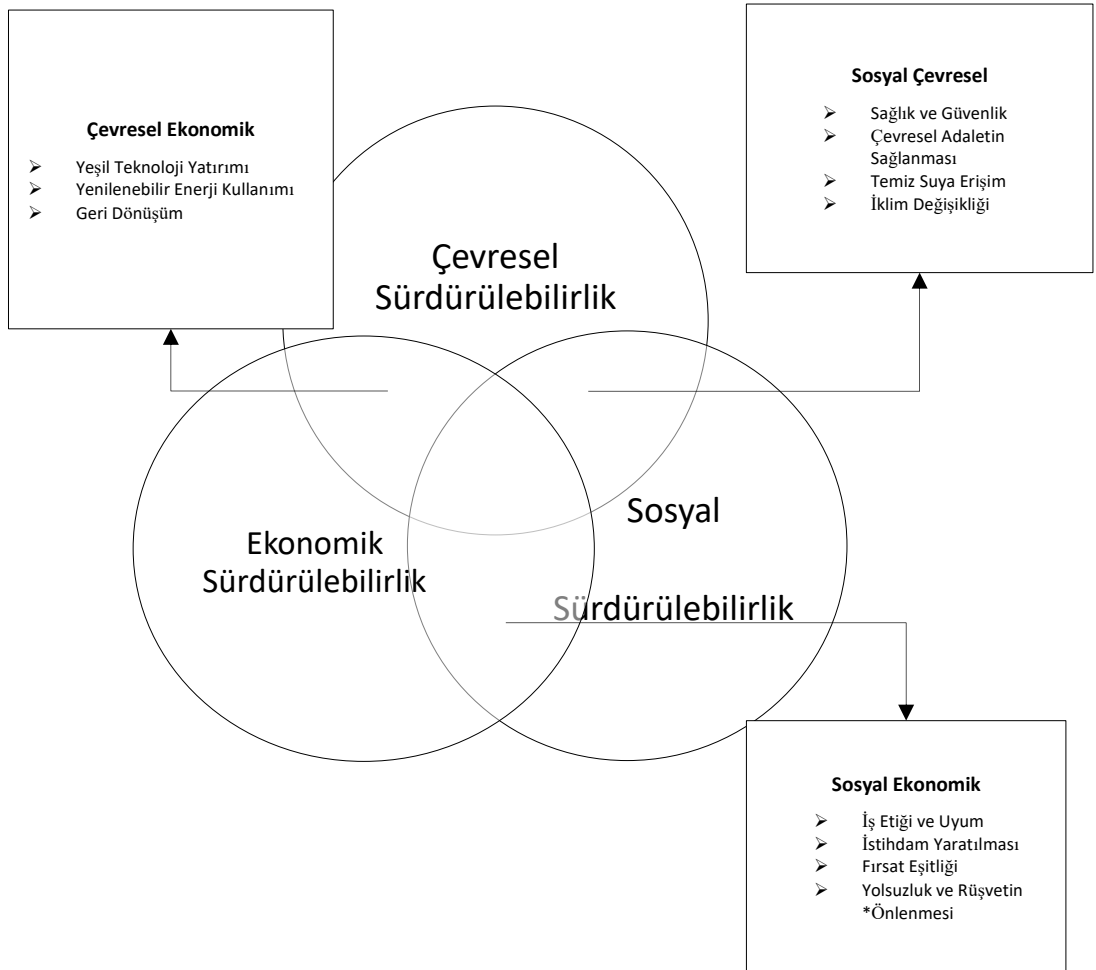 Çevresel Ekonomik
➢ Yeşil Teknoloji Yatırımı
➢ Yenilenebilir Enerji Kullanımı
➢ Geri Dönüşüm
Sosyal Çevresel
➢ Sağlık ve Güvenlik
➢ Çevresel Adaletin
Sağlanması
➢ Temiz Suya Erişim
➢ İklim Değişikliği
Çevresel
Sürdürülebilirlik
Ekonomik
Sürdürülebilirlik
Sosyal
Sürdürülebilirlik
Sosyal Ekonomik
➢ İş Etiği ve Uyum
➢ İstihdam Yaratılması
➢ Fırsat Eşitliği
➢ Yolsuzluk ve Rüşvetin
*Önlenmesi